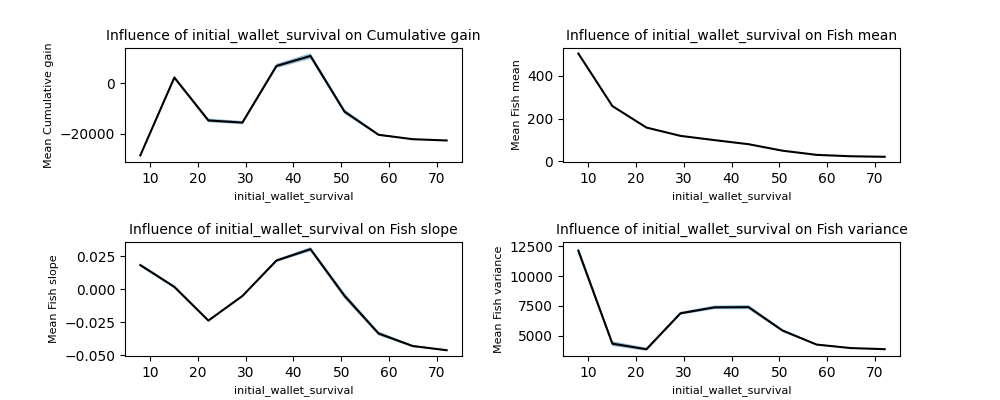 Influence of initial_wallet_survival on Cumulative gain
Mean Cumulative gain
0
−20000
10 20 30 40 50 60 70
initial_wallet_survival
Influence of initial_wallet_survival on Fish mean
Mean Fish mean
400
200
0
10 20 30 40 50 60 70
initial_wallet_survival
Influence of initial_wallet_survival on Fish slope
Mean Fish slope
0.025
0.000
−0.025
−0.050
10 20 30 40 50 60 70
initial_wallet_survival
Influence of initial_wallet_survival on Fish variance
Mean Fish variance
12500
10000
7500
5000
10 20 30 40 50 60 70
initial_wallet_survival